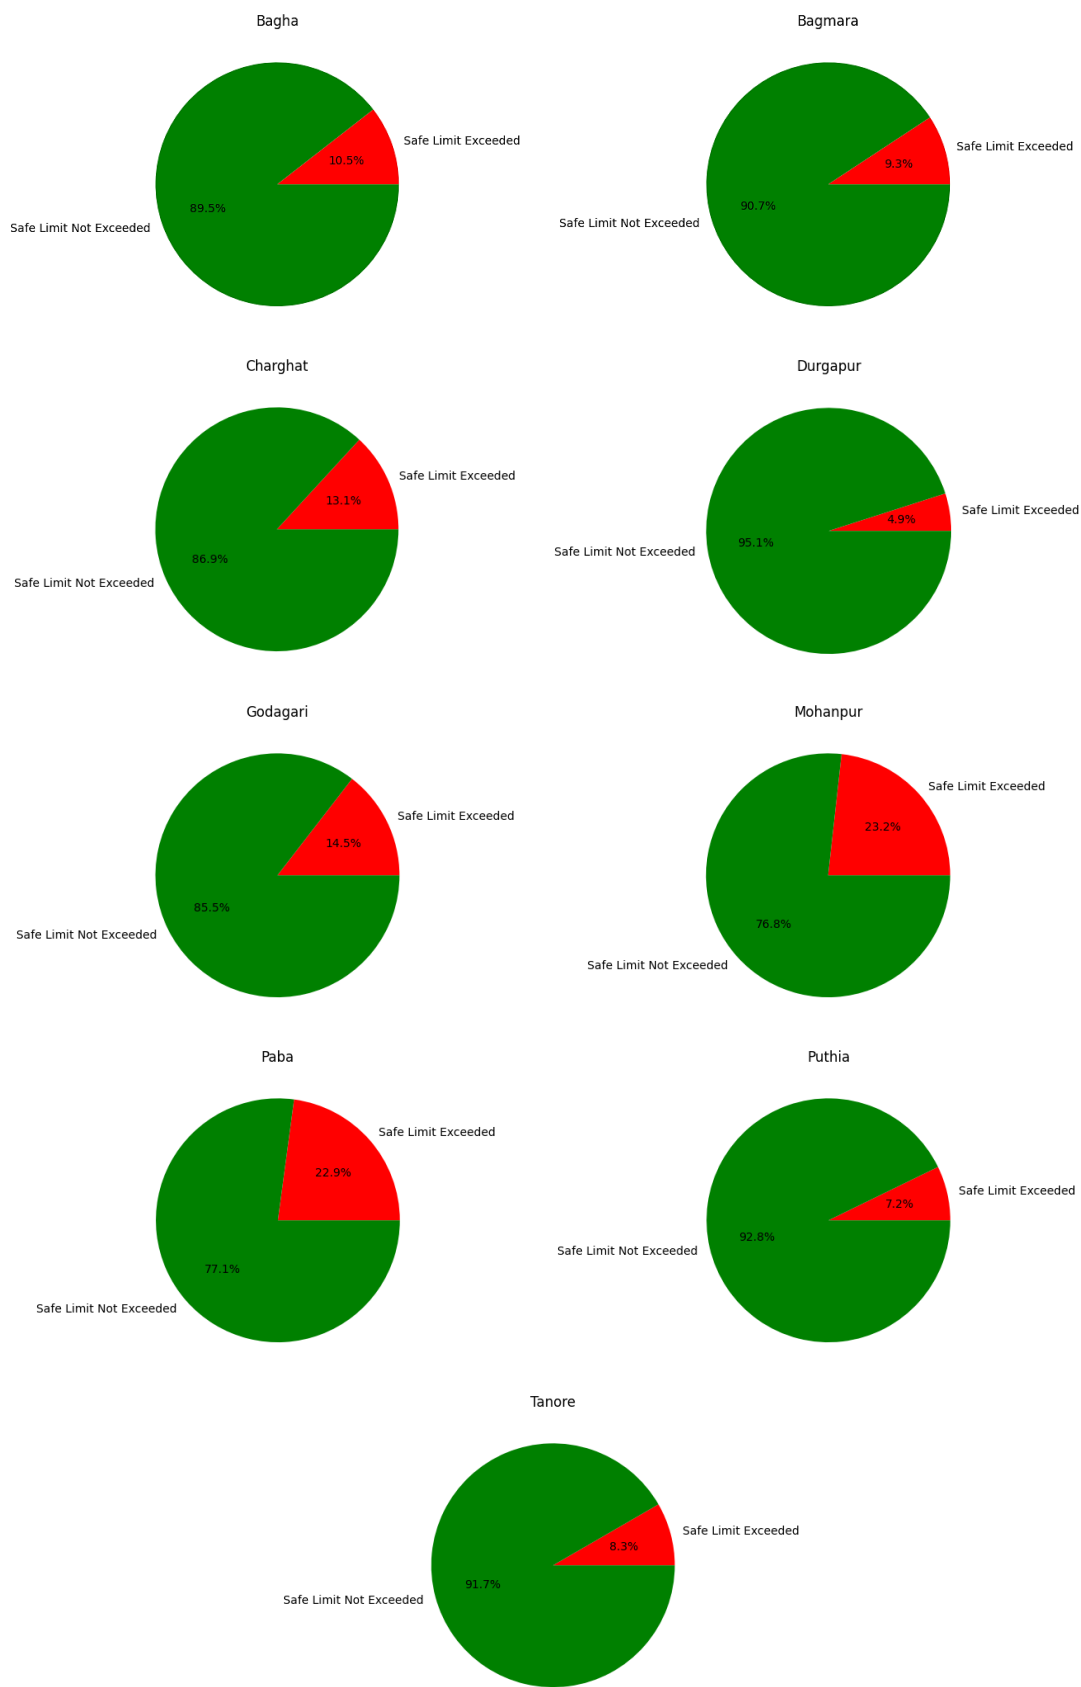 Bagha
Safe Limit Exceeded
10.5%
89.5%
Safe Limit Not Exceeded
Bagmara
Safe Limit Exceeded
9.3%
90.7%
Safe Limit Not Exceeded
Charghat
Safe Limit Exceeded
13.1%
86.9%
Safe Limit Not Exceeded
Durgapur
Safe Limit Exceeded
4.9%
95.1%
Safe Limit Not Exceeded
Godagari
Safe Limit Exceeded
14.5%
85.5%
Safe Limit Not Exceeded
Mohanpur
Safe Limit Exceeded
23.2%
76.8%
Safe Limit Not Exceeded
Paba
Safe Limit Exceeded
22.9%
77.1%
Safe Limit Not Exceeded
Puthia
Safe Limit Exceeded
7.2%
92.8%
Safe Limit Not Exceeded
Tanore
Safe Limit Exceeded
8.3%
91.7%
Safe Limit Not Exceeded